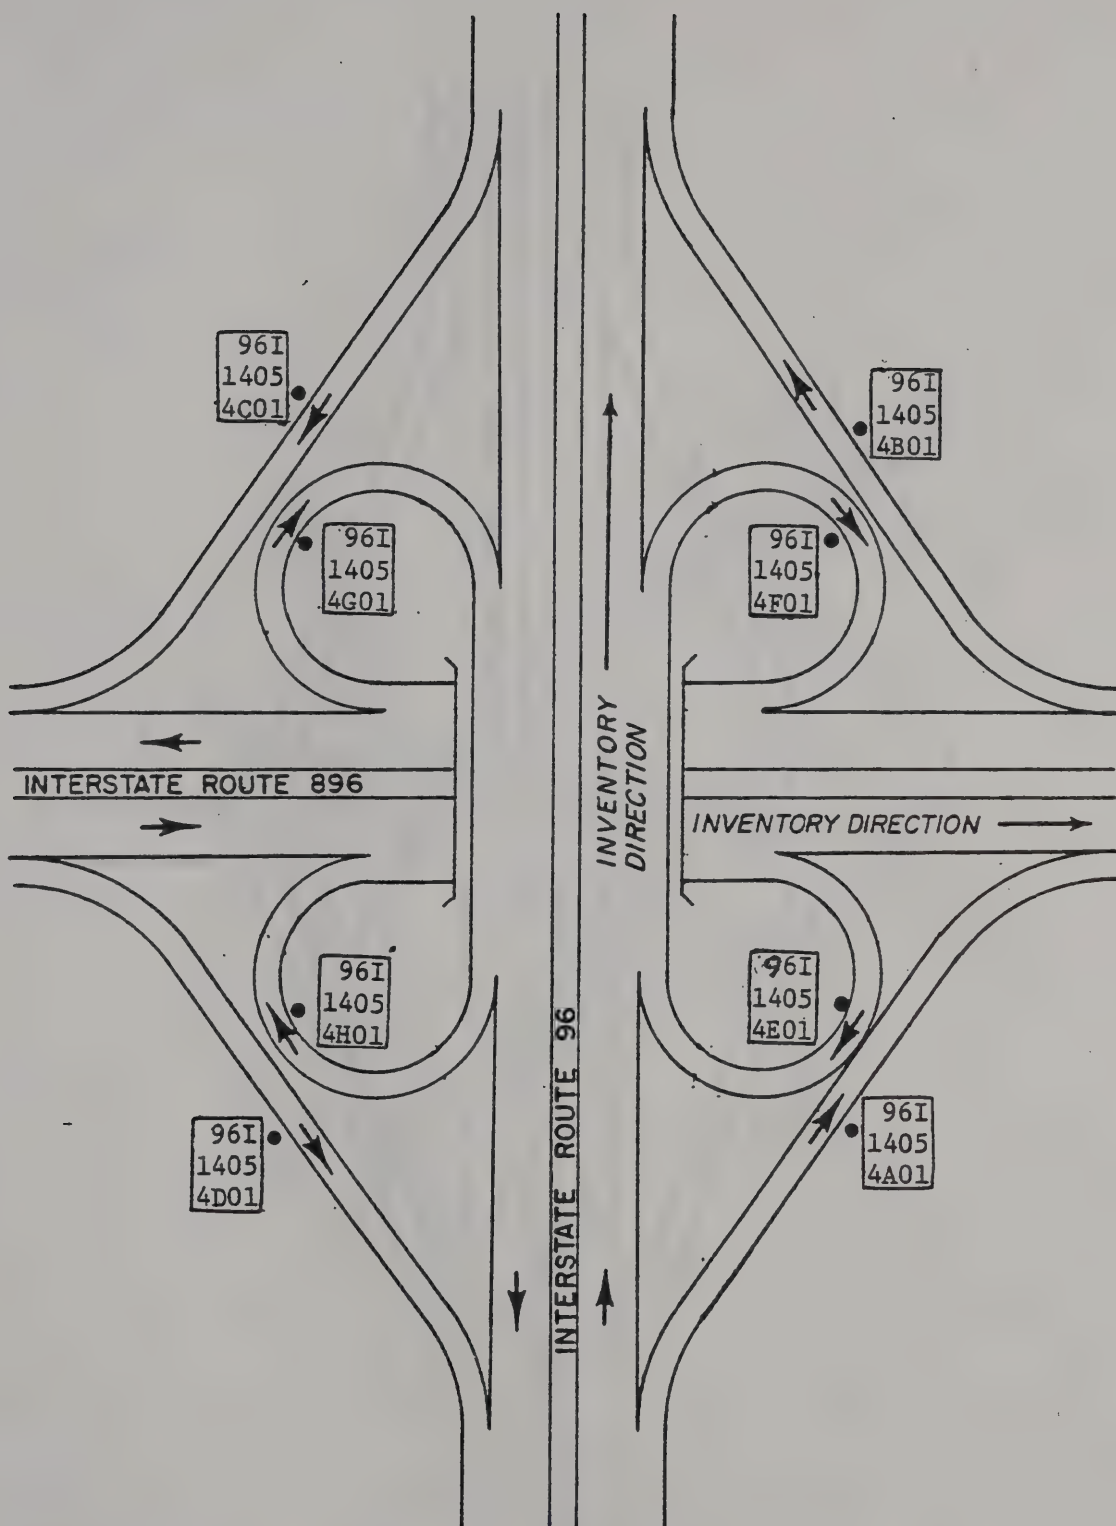 96I
1405
4C01
96I
1405
4B01
96I
1405
4G01
96I
1405
4F01
INVENTORY
DIRECTION
INTERSTATE ROUTE 896
INVENTORY DIRECTION
96I
1405
4H01
96I
1405
4E01
INTERSTATE ROUTE 96
96I
1405
4D01
96I
1405
4A01